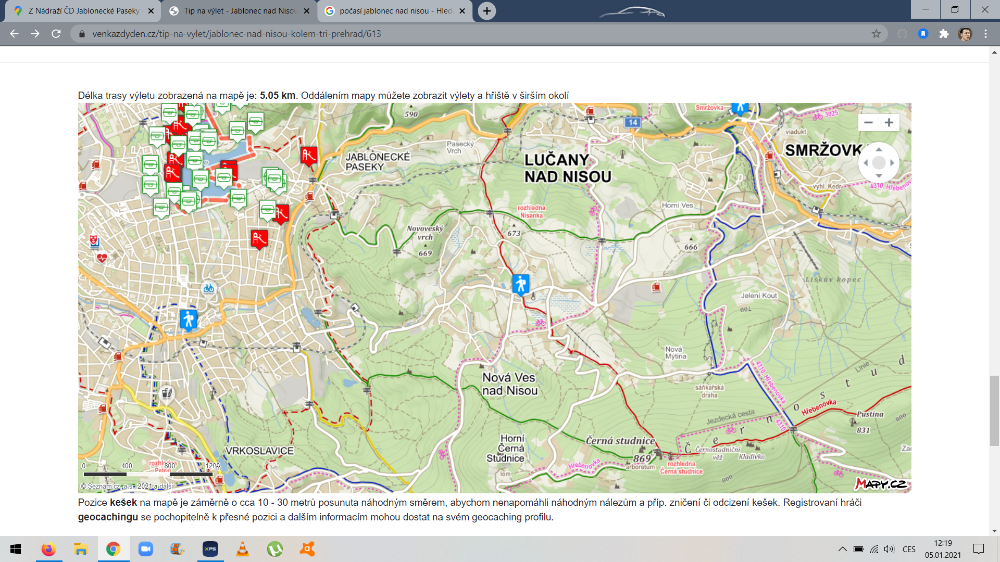 Z Nádraží ČD Jablonecké Paseky
Tip na výlet - Jablonec nad Nisou
počasí jablonec nad nisou - Hled
venkazdyden.cz/tip-na-vylet/jablonec-nad-nisou-kolem-tri-prehrad/613
Délka trasy výletu zobrazená na mapě je: 5.05 km. Oddálením mapy můžete zobrazit výlety a hřiště v širším okolí
590
Smržovka
3025
14
viadukt
Pasecký
Vrch
JABLONECKÉ
PASEKY
LUČANY
NAD NISOU
SMRŽOVK
vyhl. Kedr
4310, Hřebenovka
Horní Ves
rozhledna
Nisanka
Novoveský
vrch
669
673
666
Liškův kopec
Jelení Kout
700
Nová
Mýtina
Nová Ves
nad Nisou
sáňkařská
dráha
4310, Hřebenovka
4310
Linie
Černostudniční
Hřebenovka
Pustina
831
800
Jezdecká cesta
Horní
Černá
Studnice
Černá studnice
869
arboretum
rozhledna
Černá studnice
Černostudniční
věž
Kladívko
Hřebenovka
lom
800
VRKOSLAVICE
rozhledna
Petřín
0 400 800 1200 m
© Seznam.cz, a.s., 2021 a další
MAPY.CZ
Pozice kešek na mapě je záměrně o cca 10 - 30 metrů posunuta náhodným směrem, abychom nenapomáhli náhodným nálezům a příp. zničení či odcizení kešek. Registrovaní hráči
geocachingu se pochopitelně k přesné pozici a dalším informacím mohou dostat na svém geocaching profilu.
XPS
CES
12:19
05.01.2021